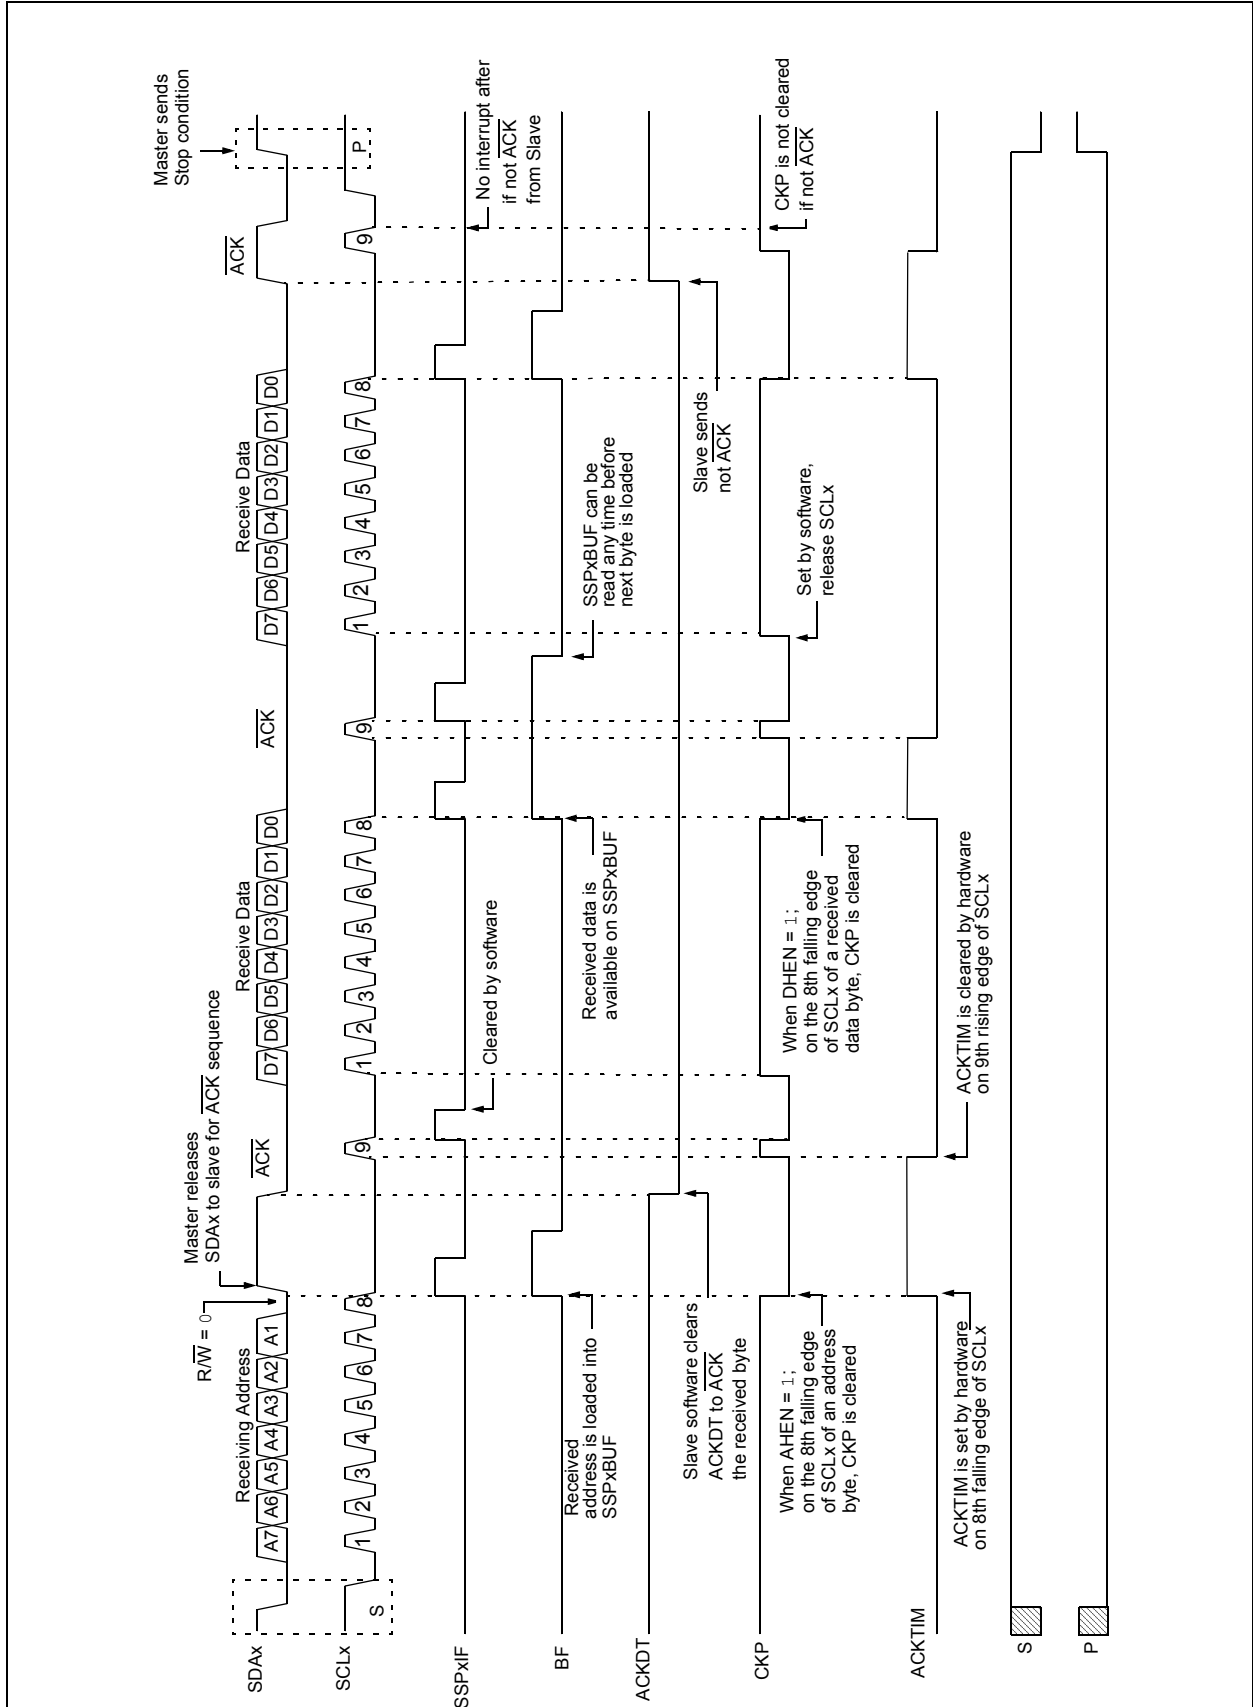 Master releases
SDAx to slave for ACK sequence
Master sends
Stop condition
R/W = 0
Receiving Address
ACK
Receive Data
ACK
Receive Data
ACK
SDAx
A7 A6 A5 A4 A3 A2 A1
D7 D6 D5 D4 D3 D2 D1 D0
D7 D6 D5 D4 D3 D2 D1 D0
SCLx
S
1 2 3 4 5 6 7 8 9
1 2 3 4 5 6 7 8 9
1 2 3 4 5 6 7 8 9
P
SSPxIF
Cleared by software
No interrupt after
if not ACK
from Slave
BF
Received
address is loaded into
SSPxBUF
Received data is
available on SSPxBUF
SSPxBUF can be
read any time before
next byte is loaded
ACKDT
Slave software clears
ACKDT to ACK
the received byte
Slave sends
not ACK
CKP
When AHEN = 1;
on the 8th falling edge
of SCLx of an address
byte, CKP is cleared
When DHEN = 1;
on the 8th falling edge
of SCLx of a received
data byte, CKP is cleared
Set by software,
release SCLx
CKP is not cleared
if not ACK
ACKTIM
ACKTIM is set by hardware
on 8th falling edge of SCLx
ACKTIM is cleared by hardware
on 9th rising edge of SCLx
S
P